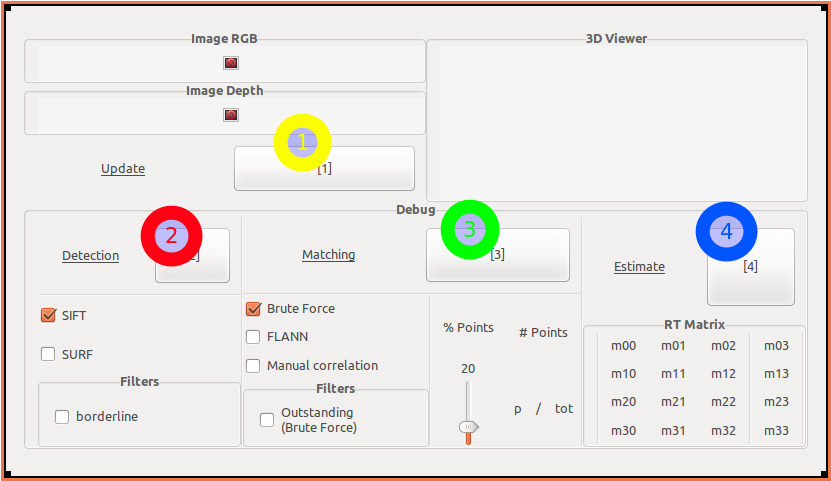 Image RGB
3D Viewer
Image Depth
1
Update
[1]
Debug
2
3
4
Detection
Matching
[3]
Estimate
[4]
SIFT
SURF
Brute Force
FLANN
Manual correlation
% Points
# Points
20
p / tot
RT Matrix
m00 m01 m02 m03
m10 m11 m12 m13
m20 m21 m22 m23
m30 m31 m32 m33
Filters
borderline
Filters
Outstanding
(Brute Force)